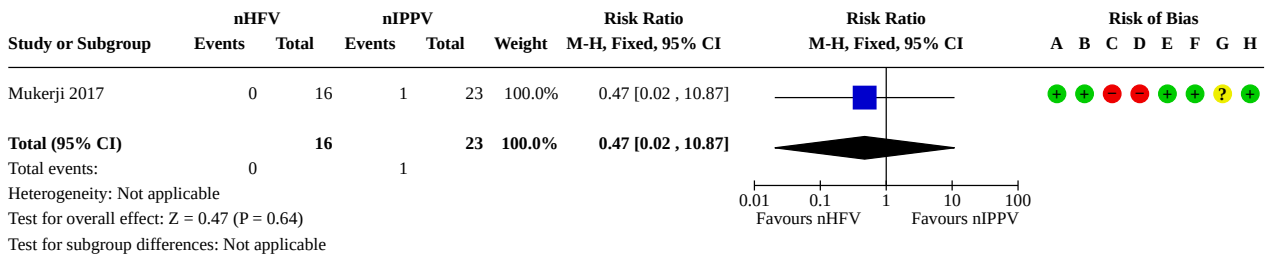 nHFV nIPPV Risk Ratio Risk Ratio Risk of Bias
Study or Subgroup Events Total Events Total Weight M-H, Fixed, 95% CI M-H, Fixed, 95% CI A B C D E F G H
Mukerji 2017 0 16 1 23 100.0% 0.47 [0.02 , 10.87] + + − − + + ? +
Total (95% CI) 16 23 100.0% 0.47 [0.02 , 10.87]
Total events: 0 1
Heterogeneity: Not applicable
0.01 0.1 1 10 100
Test for overall effect: Z = 0.47 (P = 0.64)
Favours nHFV Favours nIPPV
Test for subgroup differences: Not applicable